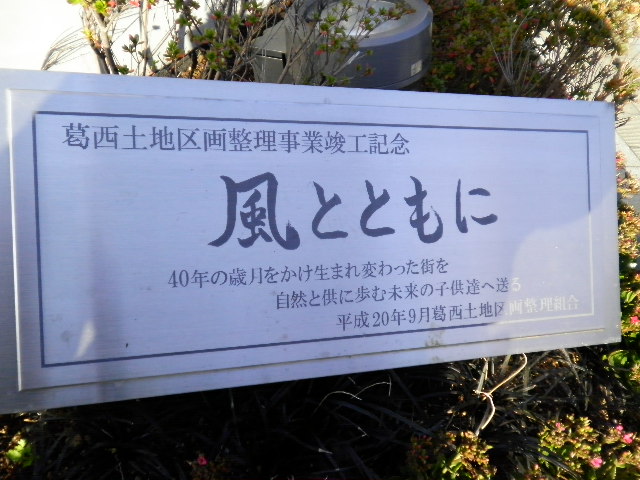 葛西土地区画整理事業竣工記念
風とともに
40年の歳月をかけ生まれ変わった街を
自然と供に歩む未来の子供達へ送る
平成20年9月葛西土地区画整理組合